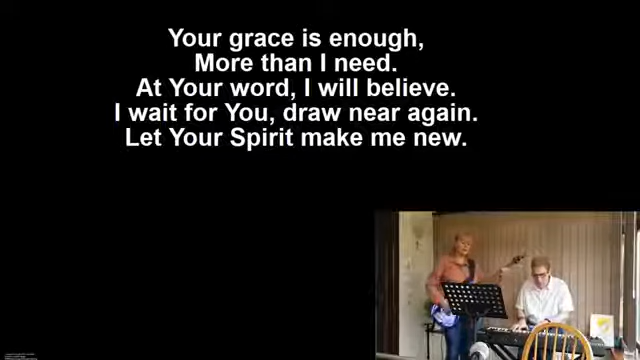 Your grace is enough,
More than I need.
At Your word, I will believe.
I wait for You, draw near again.
Let Your Spirit make me new.